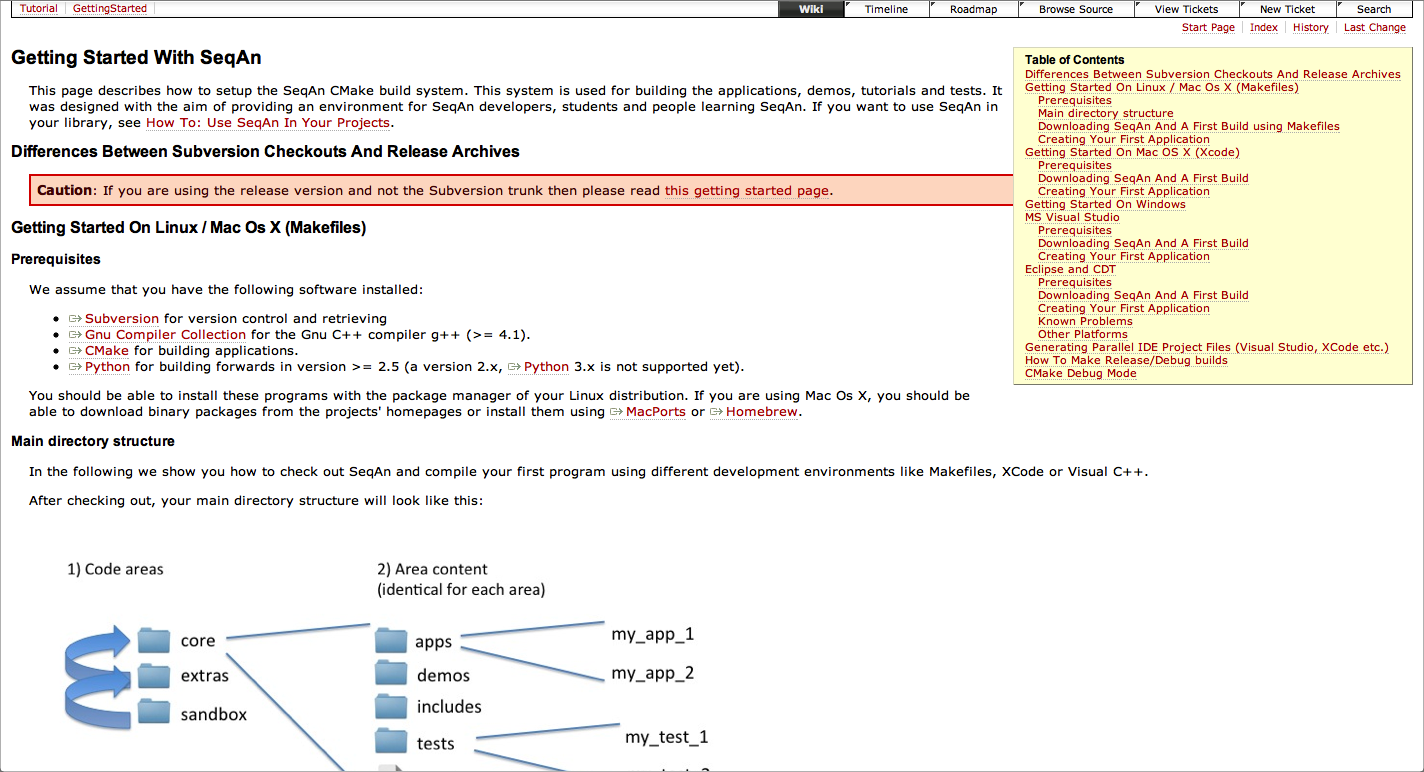 Tutorial GettingStarted
Wiki Timeline Roadmap Browse Source View Tickets New Ticket Search
Start Page Index History Last Change
Getting Started With SeqAn
This page describes how to setup the SeqAn CMake build system. This system is used for building the applications, demos, tutorials and tests. It
was designed with the aim of providing an environment for SeqAn developers, students and people learning SeqAn. If you want to use SeqAn in
your library, see How To: Use SeqAn In Your Projects.
Differences Between Subversion Checkouts And Release Archives
Caution: If you are using the release version and not the Subversion trunk then please read this getting started page.
Getting Started On Linux / Mac Os X (Makefiles)
Prerequisites
We assume that you have the following software installed:
Subversion for version control and retrieving
Gnu Compiler Collection for the Gnu C++ compiler g++ (>= 4.1).
CMake for building applications.
Python for building forwards in version >= 2.5 (a version 2.x, Python 3.x is not supported yet).
You should be able to install these programs with the package manager of your Linux distribution. If you are using Mac Os X, you should be
able to download binary packages from the projects' homepages or install them using MacPorts or Homebrew.
Table of Contents
Differences Between Subversion Checkouts And Release Archives
Getting Started On Linux / Mac Os X (Makefiles)
Prerequisites
Main directory structure
Downloading SeqAn And A First Build using Makefiles
Creating Your First Application
Getting Started On Mac OS X (Xcode)
Prerequisites
Downloading SeqAn And A First Build
Creating Your First Application
Getting Started On Windows
MS Visual Studio
Prerequisites
Downloading SeqAn And A First Build
Creating Your First Application
Eclipse and CDT
Prerequisites
Downloading SeqAn And A First Build
Creating Your First Application
Known Problems
Other Platforms
Generating Parallel IDE Project Files (Visual Studio, XCode etc.)
How To Make Release/Debug builds
CMake Debug Mode
Main directory structure
In the following we show you how to check out SeqAn and compile your first program using different development environments like Makefiles, XCode or Visual C++.
After checking out, your main directory structure will look like this:
1) Code areas
core
extras
sandbox
2) Area content
(identical for each area)
apps
demos
includes
tests
my_app_1
my_app_2
my_test_1